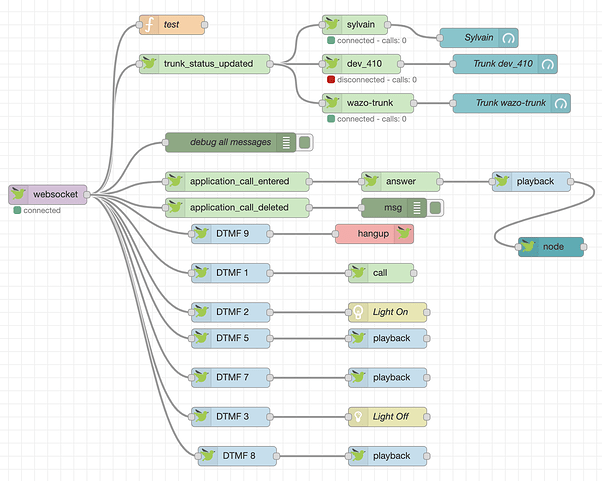 test
sylvain
connected - calls: 0
Sylvain
trunk_status_updated
dev_410
disconnected - calls: 0
Trunk dev_410
wazo-trunk
connected - calls: 0
Trunk wazo-trunk
debug all messages
websocket
connected
application_call_entered
answer
playback
application_call_deleted
msg
DTMF 9
hangup
node
DTMF 1
call
DTMF 2
Light On
DTMF 5
playback
DTMF 7
playback
DTMF 3
Light Off
DTMF 8
playback